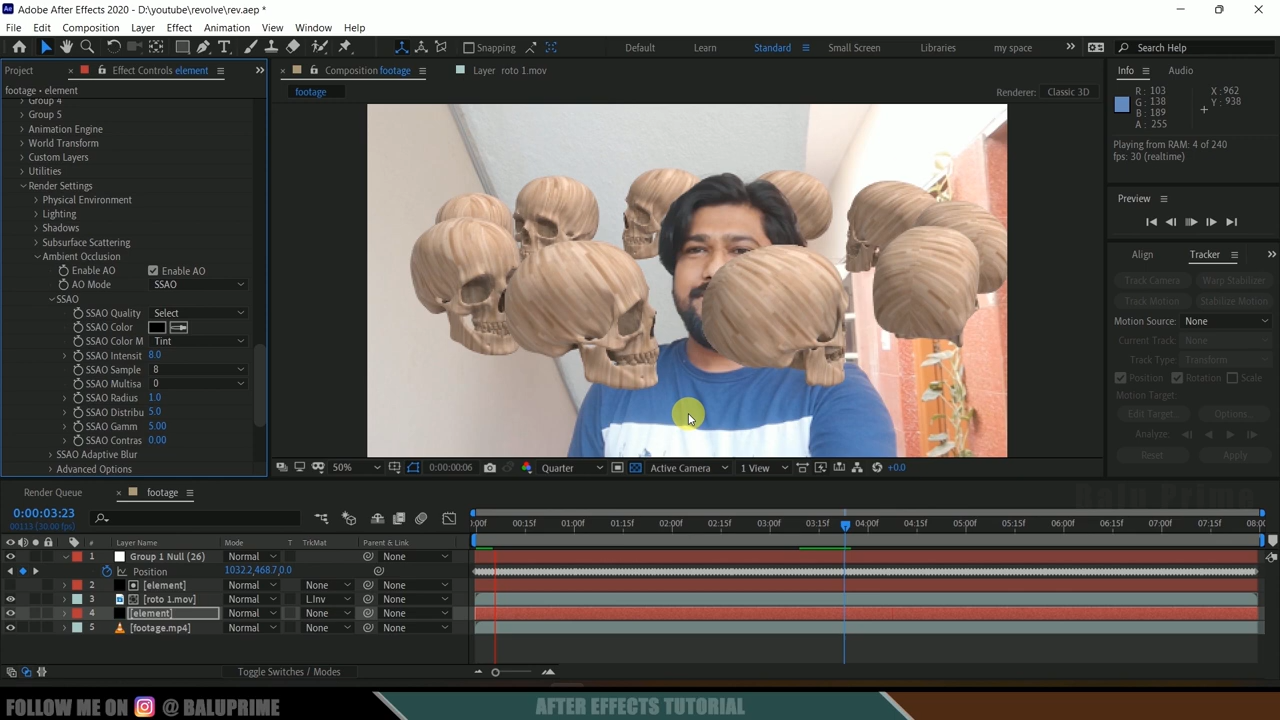 Adobe After Effects 2020 - D:\youtube\revolve\rev.aep *
File Edit Composition Layer Effect Animation View Window Help
Snapping
Default Learn Standard Small Screen Libraries my space
Search Help
Project Effect Controls element
footage • element
Group 4
Group 5
Animation Engine
World Transform
Custom Layers
Utilities
Render Settings
Physical Environment
Lighting
Shadows
Subsurface Scattering
Ambient Occlusion
Enable AO Enable AO
AO Mode SSAO
SSAO
SSAO Quality Select
SSAO Color
SSAO Color M Tint
SSAO Intensit 8.0
SSAO Sample 8
SSAO Multisa 0
SSAO Radius 1.0
SSAO Distribu 5.0
SSAO Gamm 5.00
SSAO Contras 0.00
SSAO Adaptive Blur
Advanced Options
Composition footage
Layer roto 1.mov
footage
Renderer: Classic 3D
50% 0:00:00:06 Quarter Active Camera 1 View +0.0
Info Audio
R: 103
G: 138
B: 189
A: 255
X: 962
Y: 938
Playing from RAM: 4 of 240
fps: 30 (realtime)
Preview
Align Tracker
Track Camera Warp Stabilizer
Track Motion Stabilize Motion
Motion Source: None
Current Track: None
Track Type: Transform
Position Rotation Scale
Motion Target:
Edit Target... Options...
Analyze:
Reset Apply
Render Queue footage
0:00:03:23
00113 (30.00 fps)
# Layer Name Mode T TrkMat Parent & Link
1 Group 1 Null (26) Normal None
Position 1032.2,468.7,0.0
2 [element] Normal None None
3 [roto 1.mov] Normal L.Inv None
4 [element] Normal None None
5 [footage.mp4] Normal None None
:00f 00:15f 01:00f 01:15f 02:00f 02:15f 03:00f 03:15f 04:00f 04:15f 05:00f 05:15f 06:00f 06:15f 07:00f 07:15f 08:00
Toggle Switches / Modes
Balu Prime
FOLLOW ME ON @ BALUPRIME
AFTER EFFECTS TUTORIAL